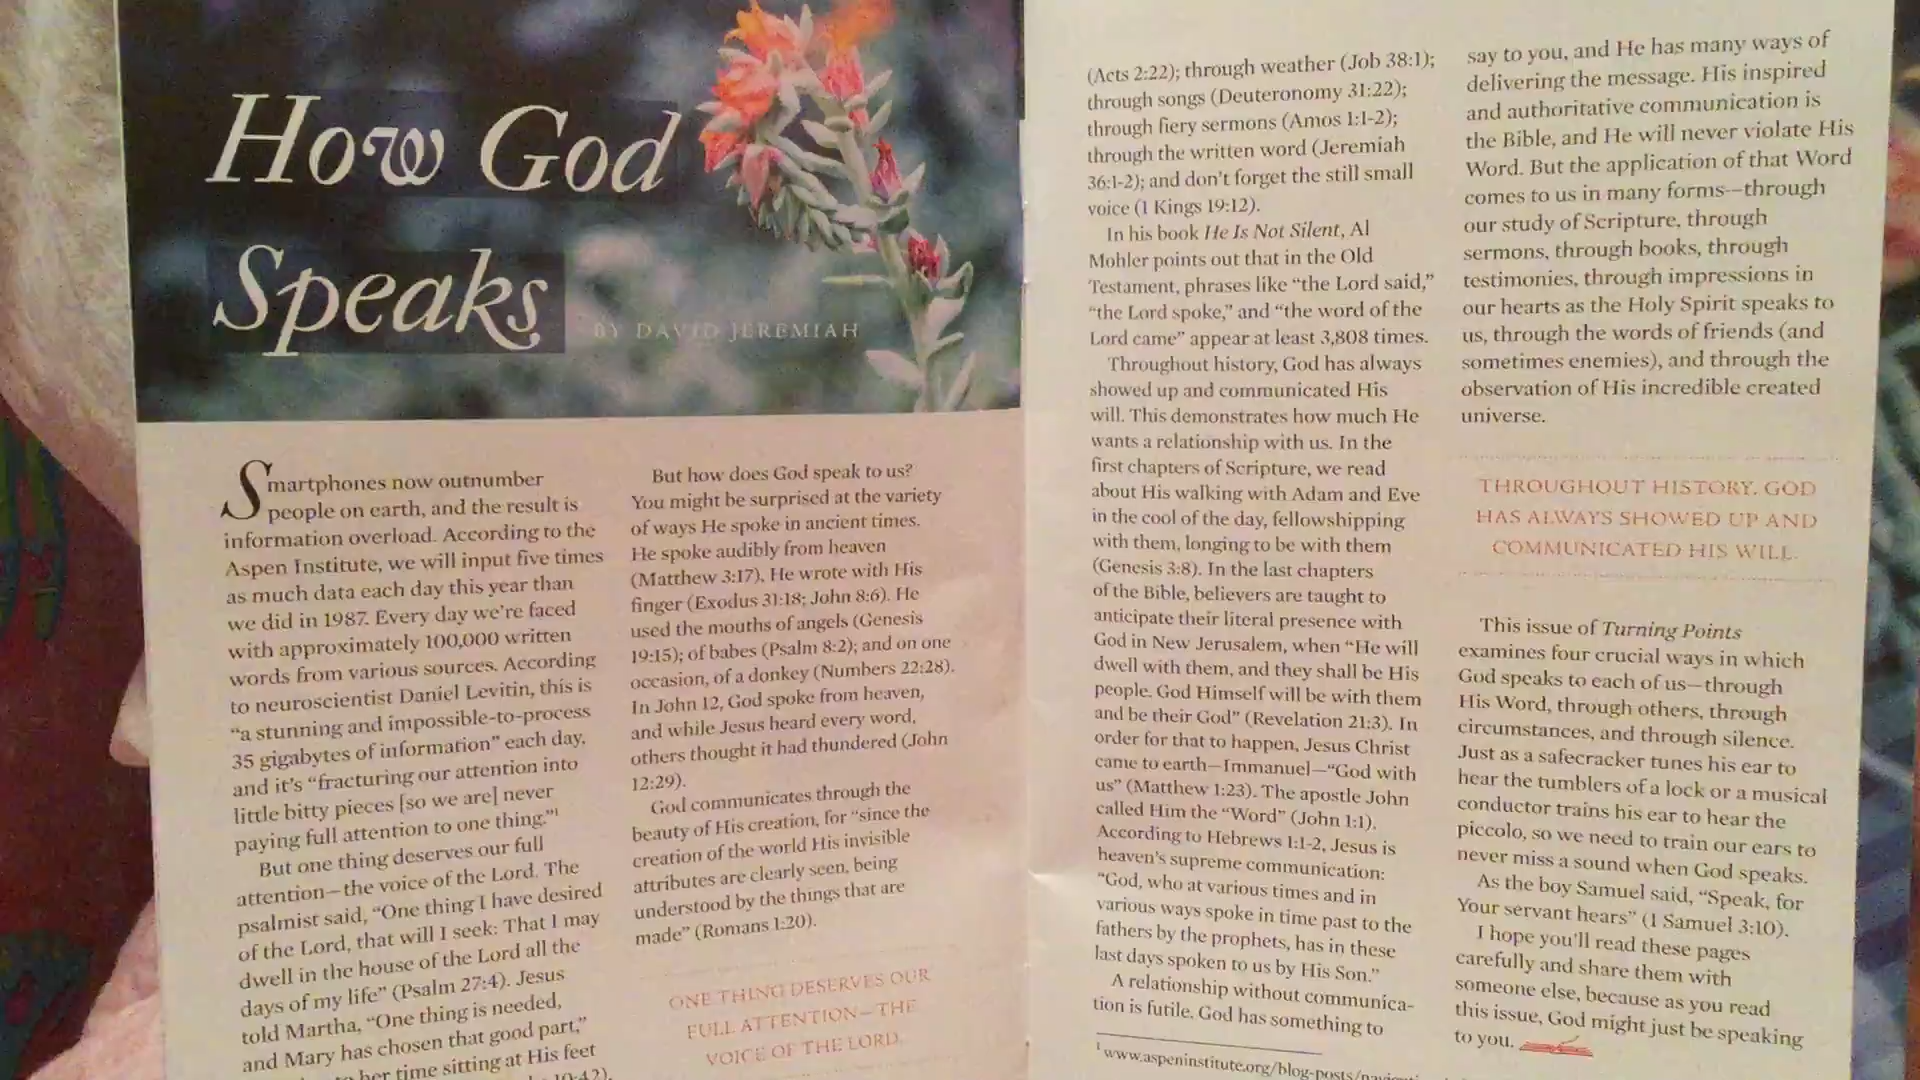 How God
Speaks
BY DAVID JEREMIAH
Smartphones now outnumber
people on earth, and the result is
information overload. According to the
Aspen Institute, we will input five times
as much data each day this year than
we did in 1987. Every day we're faced
with approximately 100,000 written
words from various sources. According
to neuroscientist Daniel Levitin, this is
"a stunning and impossible-to-process
35 gigabytes of information" each day,
and it's "fracturing our attention into
little bitty pieces [so we are] never
paying full attention to one thing."¹
But one thing deserves our full
attention—the voice of the Lord. The
psalmist said, "One thing I have desired
of the Lord, that will I seek: That I may
dwell in the house of the Lord all the
days of my life" (Psalm 27:4). Jesus
told Martha, "One thing is needed,
and Mary has chosen that good part,"
her time sitting at His feet
10:42).
But how does God speak to us?
You might be surprised at the variety
of ways He spoke in ancient times.
He spoke audibly from heaven
(Matthew 3:17). He wrote with His
finger (Exodus 31:18; John 8:6). He
used the mouths of angels (Genesis
19:15); of babes (Psalm 8:2); and on one
occasion, of a donkey (Numbers 22:28).
In John 12, God spoke from heaven,
and while Jesus heard every word,
others thought it had thundered (John
12:29).
God communicates through the
beauty of His creation, for "since the
creation of the world His invisible
attributes are clearly seen, being
understood by the things that are
made" (Romans 1:20).
ONE THING DESERVES OUR
FULL ATTENTION—THE
VOICE OF THE LORD.
(Acts 2:22); through weather (Job 38:1);
through songs (Deuteronomy 31:22);
through fiery sermons (Amos 1:1-2);
through the written word (Jeremiah
36:1-2); and don't forget the still small
voice (1 Kings 19:12).
In his book He Is Not Silent, Al
Mohler points out that in the Old
Testament, phrases like "the Lord said,"
"the Lord spoke," and "the word of the
Lord came" appear at least 3,808 times.
Throughout history, God has always
showed up and communicated His
will. This demonstrates how much He
wants a relationship with us. In the
first chapters of Scripture, we read
about His walking with Adam and Eve
in the cool of the day, fellowshipping
with them, longing to be with them
(Genesis 3:8). In the last chapters
of the Bible, believers are taught to
anticipate their literal presence with
God in New Jerusalem, when "He will
dwell with them, and they shall be His
people. God Himself will be with them
and be their God" (Revelation 21:3). In
order for that to happen, Jesus Christ
came to earth—Immanuel—"God with
us" (Matthew 1:23). The apostle John
called Him the "Word" (John 1:1).
According to Hebrews 1:1-2, Jesus is
heaven's supreme communication:
"God, who at various times and in
various ways spoke in time past to the
fathers by the prophets, has in these
last days spoken to us by His Son."
A relationship without communica-
tion is futile. God has something to
¹ www.aspeninstitute.org/blog-posts/
say to you, and He has many ways of
delivering the message. His inspired
and authoritative communication is
the Bible, and He will never violate His
Word. But the application of that Word
comes to us in many forms—through
our study of Scripture, through
sermons, through books, through
testimonies, through impressions in
our hearts as the Holy Spirit speaks to
us, through the words of friends (and
sometimes enemies), and through the
observation of His incredible created
universe.
THROUGHOUT HISTORY, GOD
HAS ALWAYS SHOWED UP AND
COMMUNICATED HIS WILL.
This issue of Turning Points
examines four crucial ways in which
God speaks to each of us—through
His Word, through others, through
circumstances, and through silence.
Just as a safecracker tunes his ear to
hear the tumblers of a lock or a musical
conductor trains his ear to hear the
piccolo, so we need to train our ears to
never miss a sound when God speaks.
As the boy Samuel said, "Speak, for
Your servant hears" (1 Samuel 3:10).
I hope you'll read these pages
carefully and share them with
someone else, because as you read
this issue, God might just be speaking
to you.